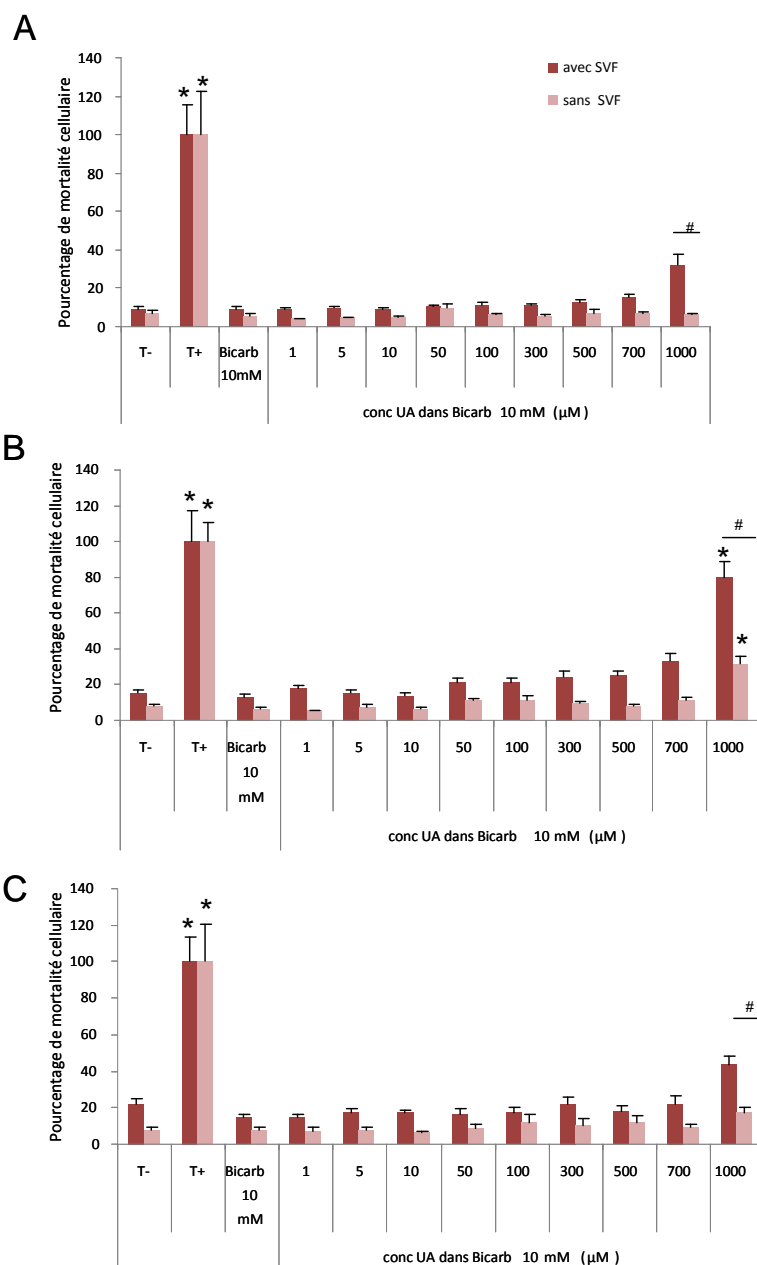 A
140
120
100
80
60
40
20
0
Pourcentage de mortalité cellulaire
avec SVF
sans SVF
* *
#
T- T+ Bicarb 10mM 1 5 10 50 100 300 500 700 1000
conc UA dans Bicarb 10 mM (µM )
B
140
120
100
80
60
40
20
0
Pourcentage de mortalité cellulaire
* *
#
*
*
T- T+ Bicarb 10 mM 1 5 10 50 100 300 500 700 1000
conc UA dans Bicarb 10 mM (µM )
C
140
120
100
80
60
40
20
0
Pourcentage de mortalité cellulaire
* *
#
T- T+ Bicarb 10 mM 1 5 10 50 100 300 500 700 1000
conc UA dans Bicarb 10 mM (µM )